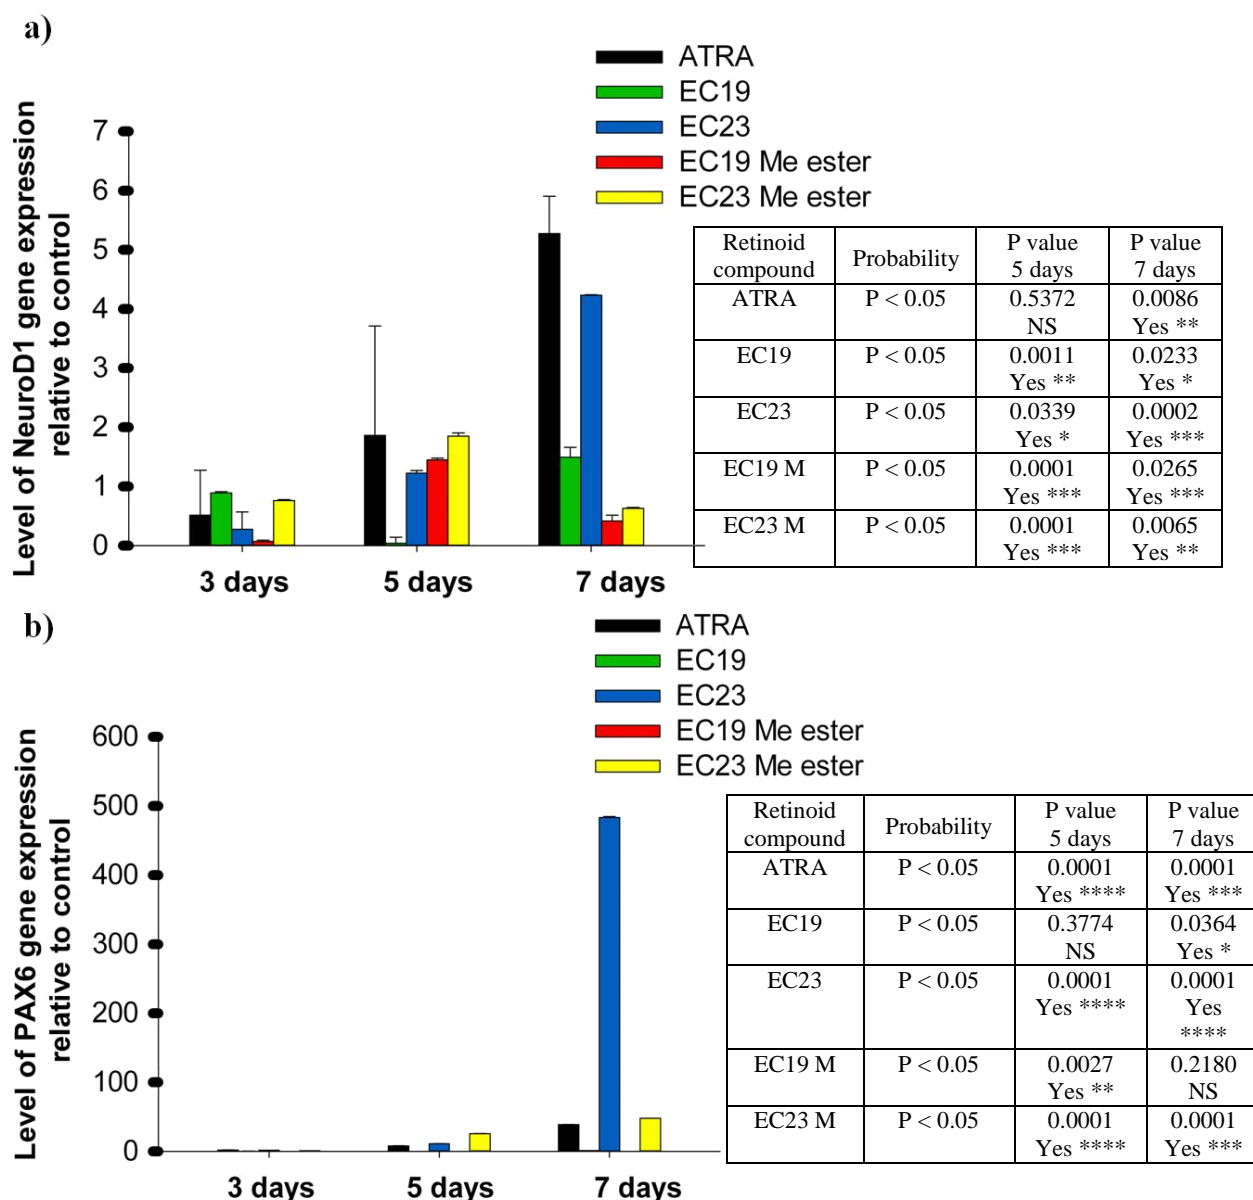 a)
ATRA
EC19
EC23
EC19 Me ester
EC23 Me ester
Level of NeuroD1 gene expression
relative to control
7
6
5
4
3
2
1
0
3 days
5 days
7 days
Retinoid compound Probability P value 5 days P value 7 days
ATRA P < 0.05 0.5372 0.0086
NS Yes **
EC19 P < 0.05 0.0011 0.0233
Yes ** Yes *
EC23 P < 0.05 0.0339 0.0002
Yes * Yes ***
EC19 M P < 0.05 0.0001 0.0265
Yes *** Yes ***
EC23 M P < 0.05 0.0001 0.0065
Yes *** Yes **
b)
ATRA
EC19
EC23
EC19 Me ester
EC23 Me ester
Level of PAX6 gene expression
relative to control
600
500
400
300
200
100
0
3 days
5 days
7 days
Retinoid compound Probability P value 5 days P value 7 days
ATRA P < 0.05 0.0001 0.0001
Yes **** Yes ***
EC19 P < 0.05 0.3774 0.0364
NS Yes *
EC23 P < 0.05 0.0001 0.0001
Yes **** Yes
****
EC19 M P < 0.05 0.0027 0.2180
Yes ** NS
EC23 M P < 0.05 0.0001 0.0001
Yes **** Yes ***